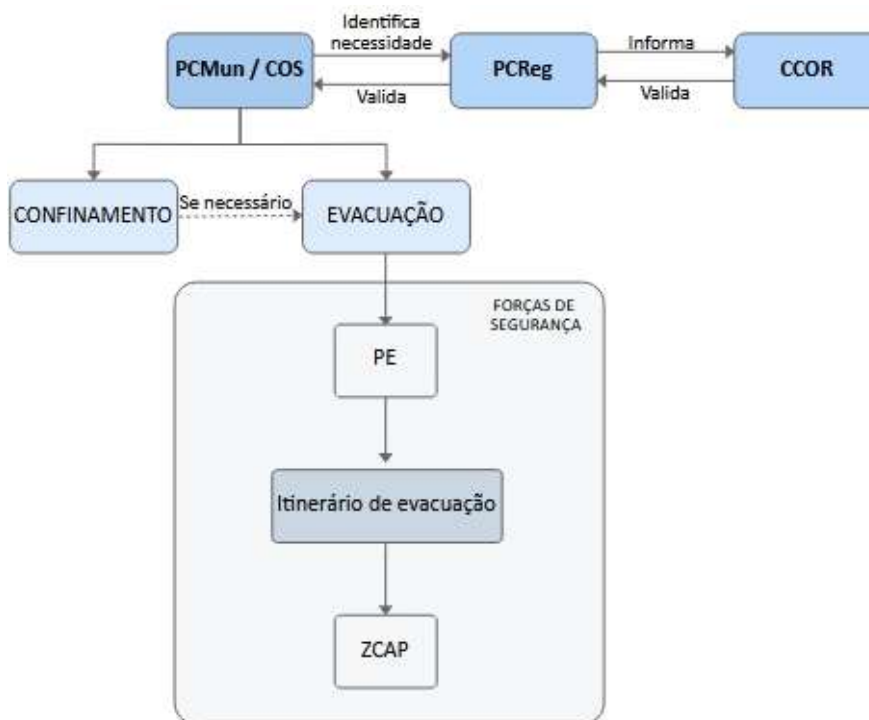 Identifica
necessidade
PCMun / COS
PCReg
Informa
CCOR
Valida
Valida
CONFINAMENTO
Se necessário
EVACUAÇÃO
FORÇAS DE
SEGURANÇA
PE
Itinerário de evacuação
ZCAP